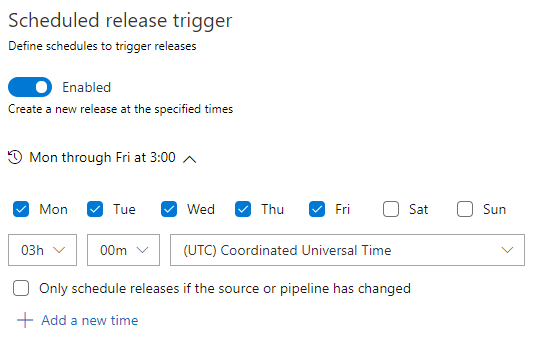 Scheduled release trigger
Define schedules to trigger releases
Enabled
Create a new release at the specified times
Mon through Fri at 3:00
Mon Tue Wed Thu Fri Sat Sun
03h 00m (UTC) Coordinated Universal Time
Only schedule releases if the source or pipeline has changed
Add a new time